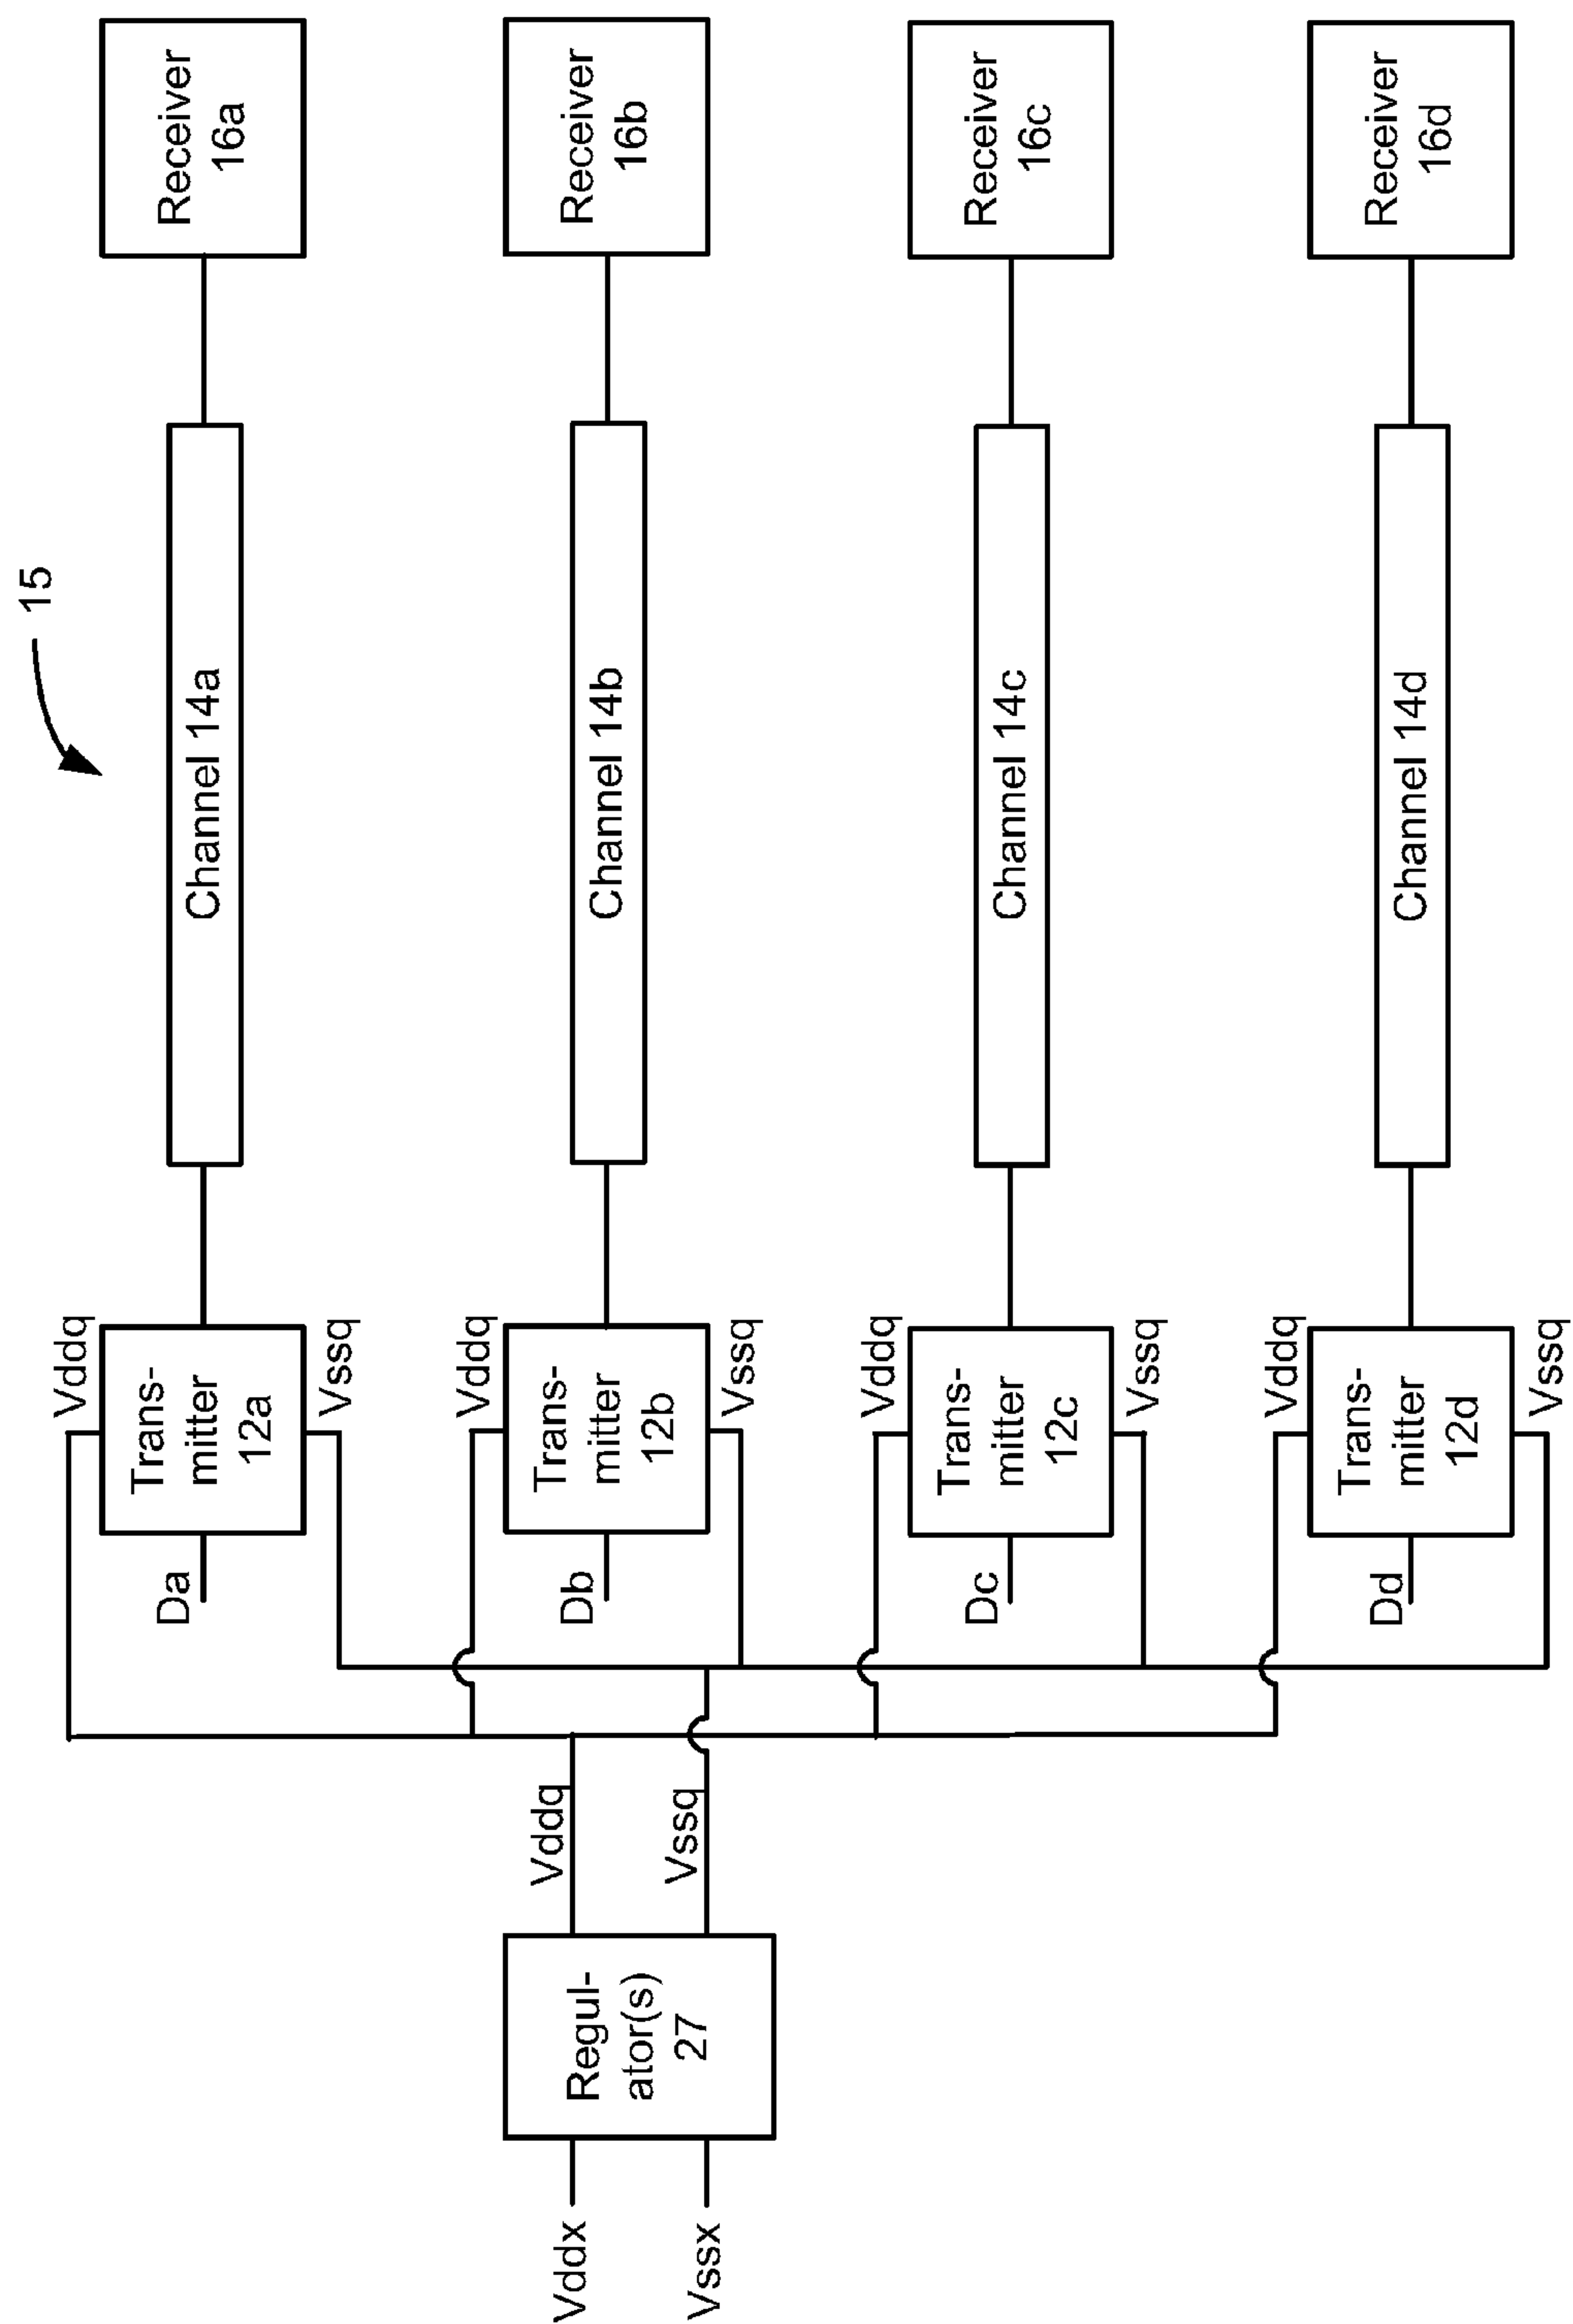 15
Vddq
Trans-
mitter
12a
Vssq
Da
Channel 14a
Receiver
16a
Vddq
Trans-
mitter
12b
Vssq
Db
Channel 14b
Receiver
16b
Vddx
Vssx
Regul-
ator(s)
27
Vddq
Vssq
Vddq
Trans-
mitter
12c
Vssq
Dc
Channel 14c
Receiver
16c
Vddq
Trans-
mitter
12d
Vssq
Dd
Channel 14d
Receiver
16d